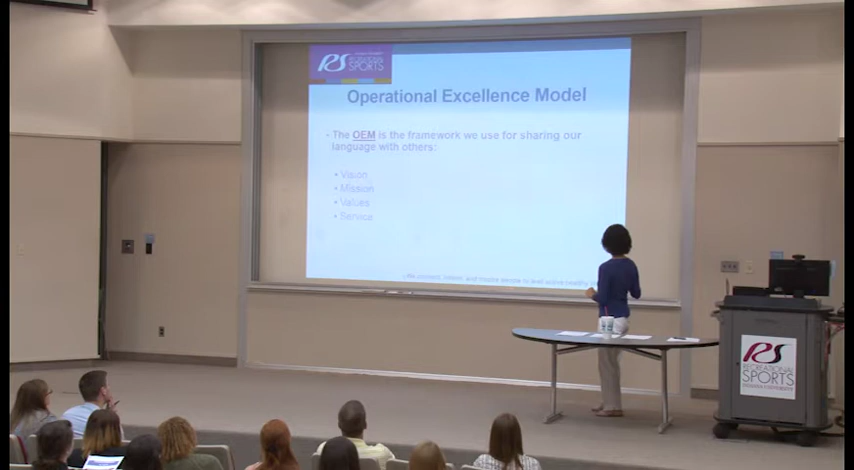 RS
RECREATIONAL
SPORTS
Operational Excellence Model
• The OEM is the framework we use for sharing our
language with others:
• Vision
• Mission
• Values
• Service
RS
RECREATIONAL
SPORTS